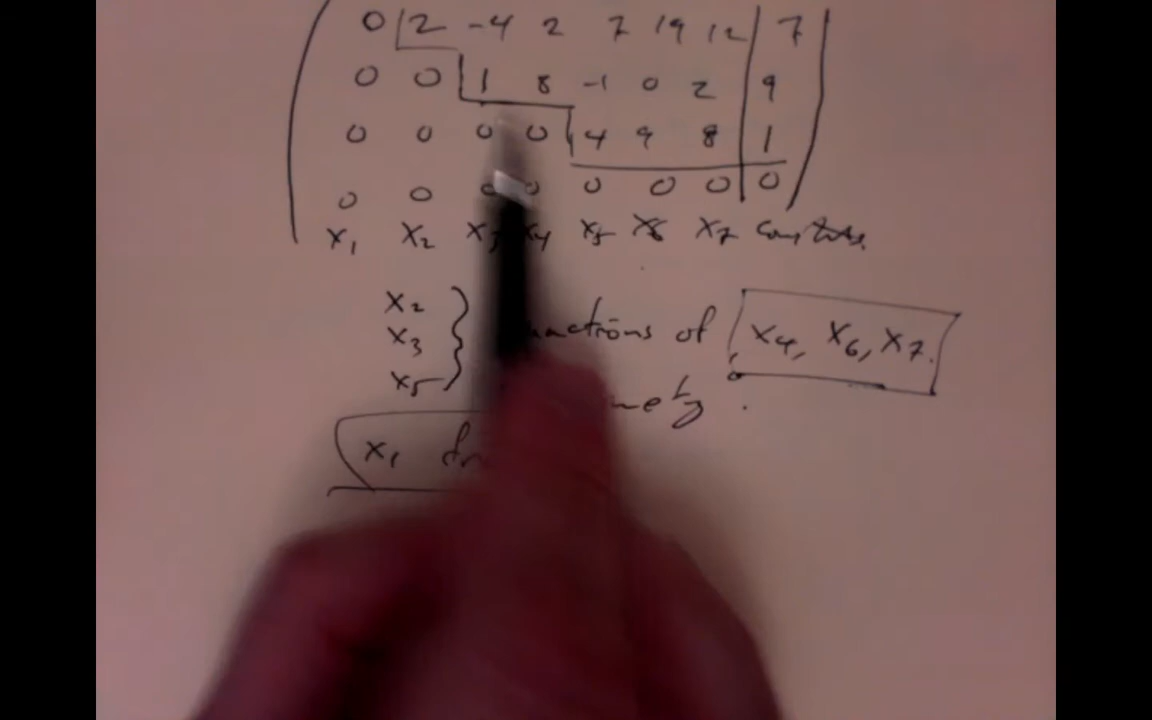 0 2 -4 2 7 19 12 7
0 0 1 8 -1 0 2 9
0 0 0 0 4 9 8 1
0 0 0 0 0 0 0 0
x1 x2 x3 x4 x5 x6 x7
x2
x3 of x4, x6, x7.
x5
x1